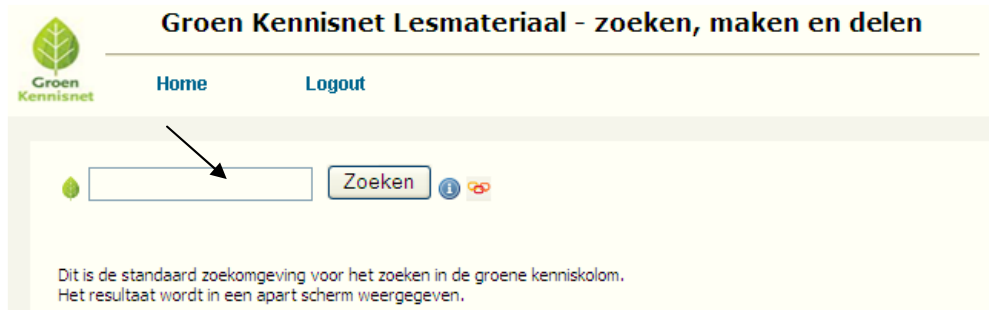 Groen Kennisnet Lesmateriaal - zoeken, maken en delen
Groen
Kennisnet
Home Logout
Zoeken
i
Dit is de standaard zoekomgeving voor het zoeken in de groene kenniskolom.
Het resultaat wordt in een apart scherm weergegeven.